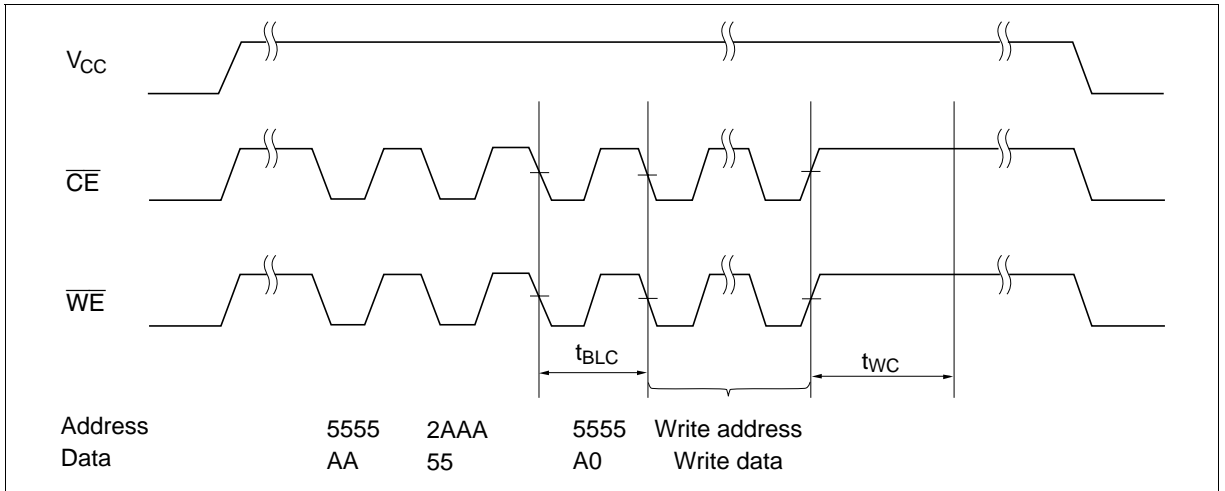 VCC
CE
WE
tBLC
tWC
Address 5555 2AAA 5555 Write address
Data AA 55 A0 Write data